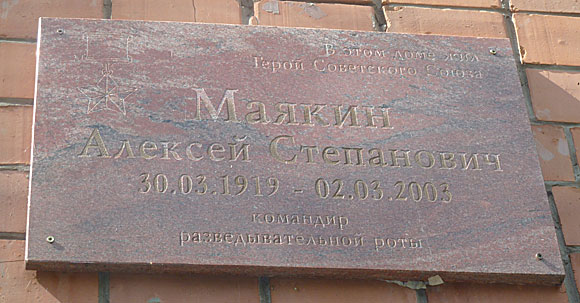 В этом доме жил
Герой Советского Союза
Маякин
Алексей Степанович
30.03.1919 - 02.03.2003
командир
разведывательной роты